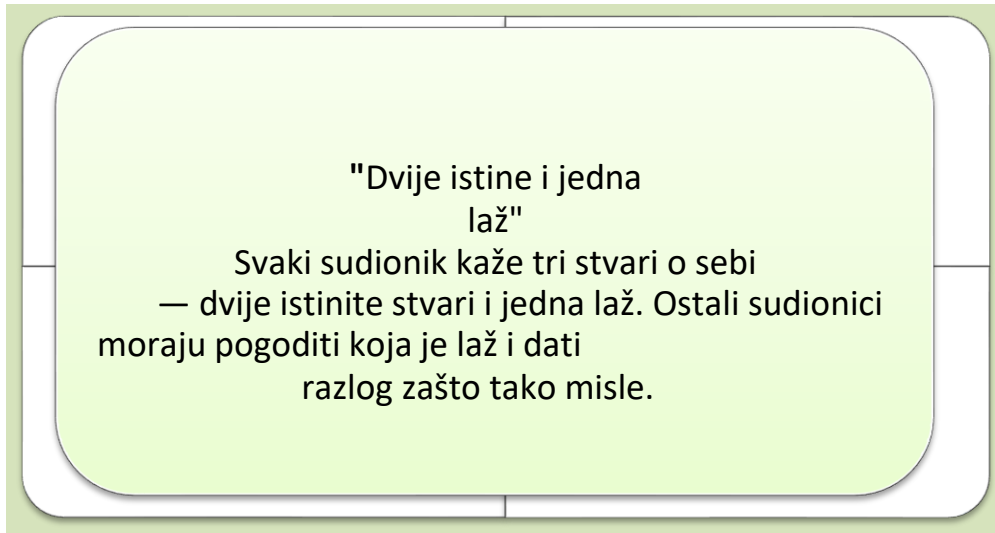 "Dvije istine i jedna
laž"
Svaki sudionik kaže tri stvari o sebi
— dvije istinite stvari i jedna laž. Ostali sudionici
moraju pogoditi koja je laž i dati
razlog zašto tako misle.